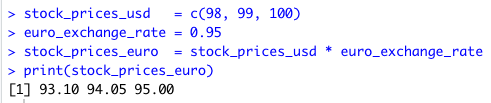 > stock_prices_usd   = c(98, 99, 100)
> euro_exchange_rate = 0.95
> stock_prices_euro  = stock_prices_usd * euro_exchange_rate
> print(stock_prices_euro)
[1] 93.10 94.05 95.00